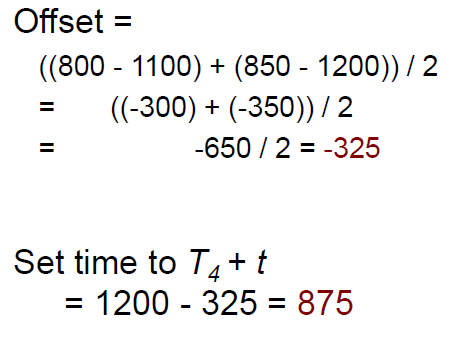 Offset =
((800 - 1100) + (850 - 1200)) / 2
= ((-300) + (-350)) / 2
= -650 / 2 = -325
Set time to T4 + t
= 1200 - 325 = 875